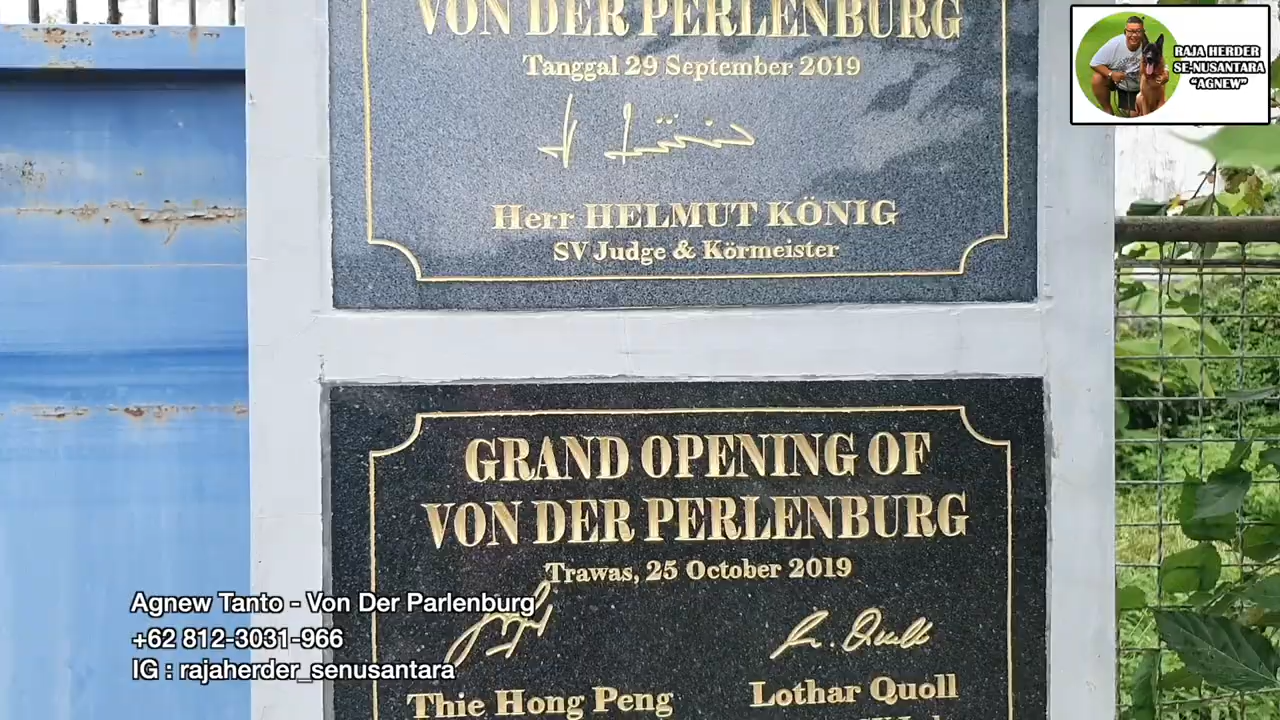 VON DER PERLENBURG
Tanggal 29 September 2019
Herr HELMUT KÖNIG
SV Judge & Körmeister
RAJA HERDER
SE-NUSANTARA
"AGNEW"
GRAND OPENING OF
VON DER PERLENBURG
Trawas, 25 October 2019
Thie Hong Peng
Lothar Quoll
Agnew Tanto - Von Der Parlenburg
+62 812-3031-966
IG : rajaherder_senusantara